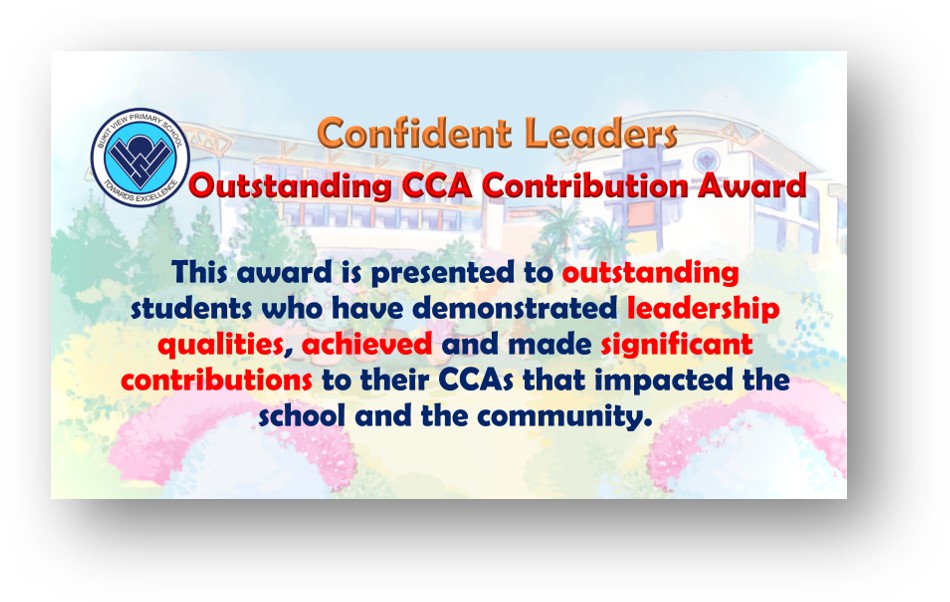 BUKIT VIEW PRIMARY SCHOOL
TOWARDS EXCELLENCE
Confident Leaders
Outstanding CCA Contribution Award
This award is presented to outstanding
students who have demonstrated leadership
qualities, achieved and made significant
contributions to their CCAs that impacted the
school and the community.